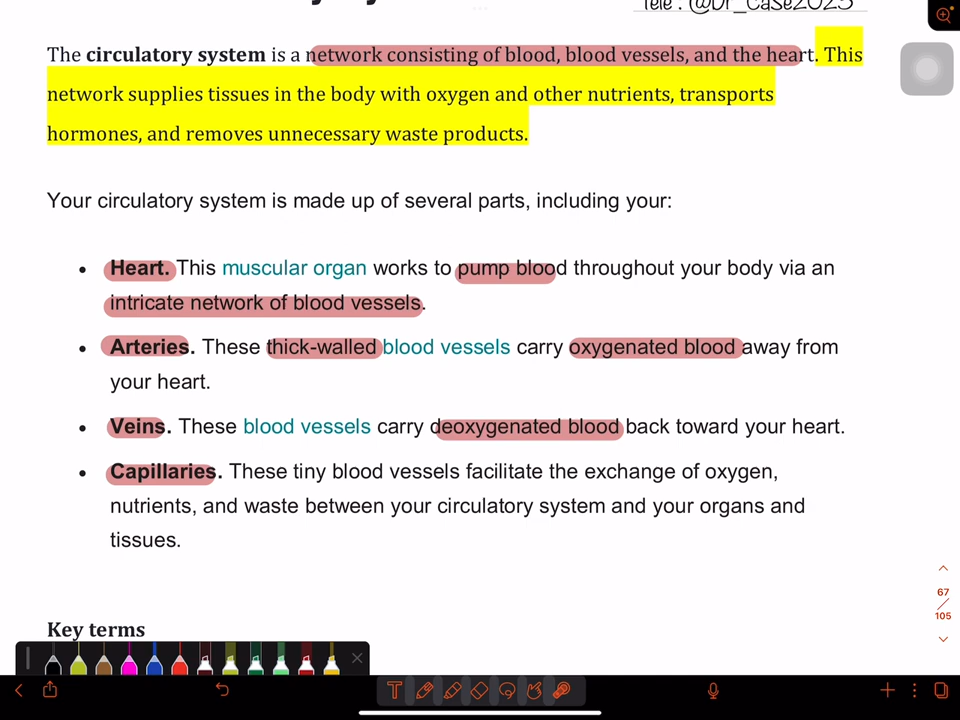 Tele : @Dr_Case2023
The circulatory system is a network consisting of blood, blood vessels, and the heart. This
network supplies tissues in the body with oxygen and other nutrients, transports
hormones, and removes unnecessary waste products.
Your circulatory system is made up of several parts, including your:
• Heart. This muscular organ works to pump blood throughout your body via an
intricate network of blood vessels.
• Arteries. These thick-walled blood vessels carry oxygenated blood away from
your heart.
• Veins. These blood vessels carry deoxygenated blood back toward your heart.
• Capillaries. These tiny blood vessels facilitate the exchange of oxygen,
nutrients, and waste between your circulatory system and your organs and
tissues.
67
/
105
Key terms